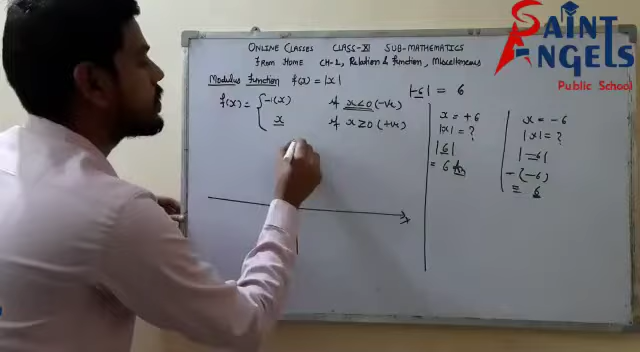 SAINT ANGELS
Public School
ONLINE CLASSES CLASS-XI SUB-MATHEMATICS
FROM HOME CH-2, Relation & Function, Miscellaneous
Modulus Function f(x) = |x|
f(x) = { -1(x) if x<0 (-ve)
x if x ≥ 0 (+ve)
|-6| = 6
x = +6
|x| = ?
|6|
= 6
x = -6
|x| = ?
|-6|
- (-6)
= 6
x